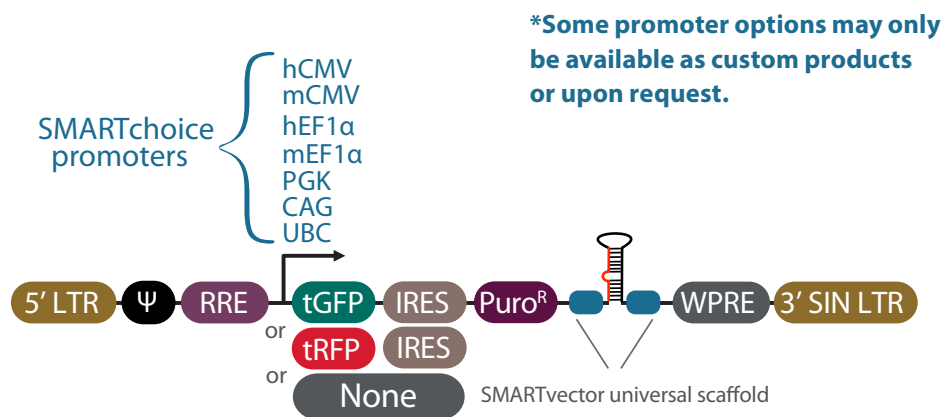 *Some promoter options may only
be available as custom products
or upon request.
SMARTchoice
promoters
hCMV
mCMV
hEF1α
mEF1α
PGK
CAG
UBC
5’ LTR Ψ RRE tGFP IRES Puroᴿ WPRE 3’ SIN LTR
or tRFP IRES
or None
SMARTvector universal scaffold